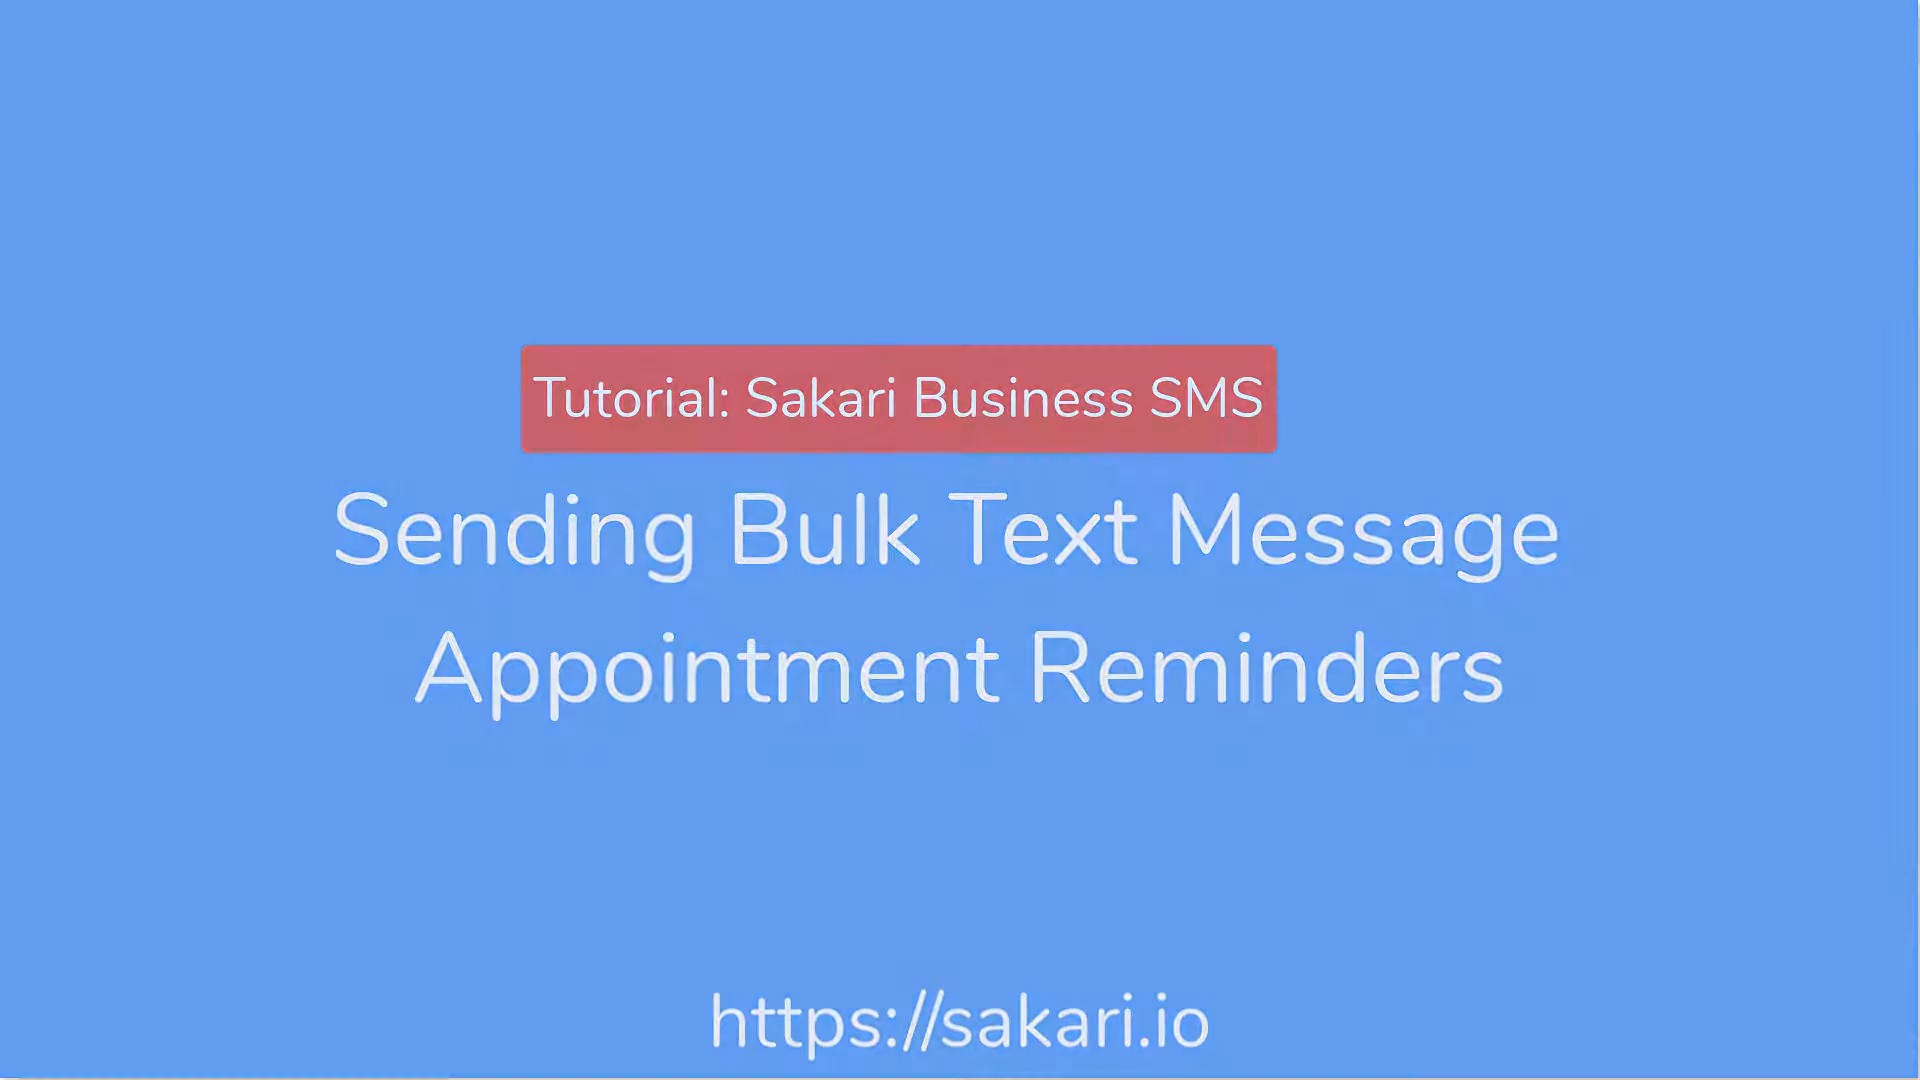 Tutorial: Sakari Business SMS
Sending Bulk Text Message
Appointment Reminders
https://sakari.io